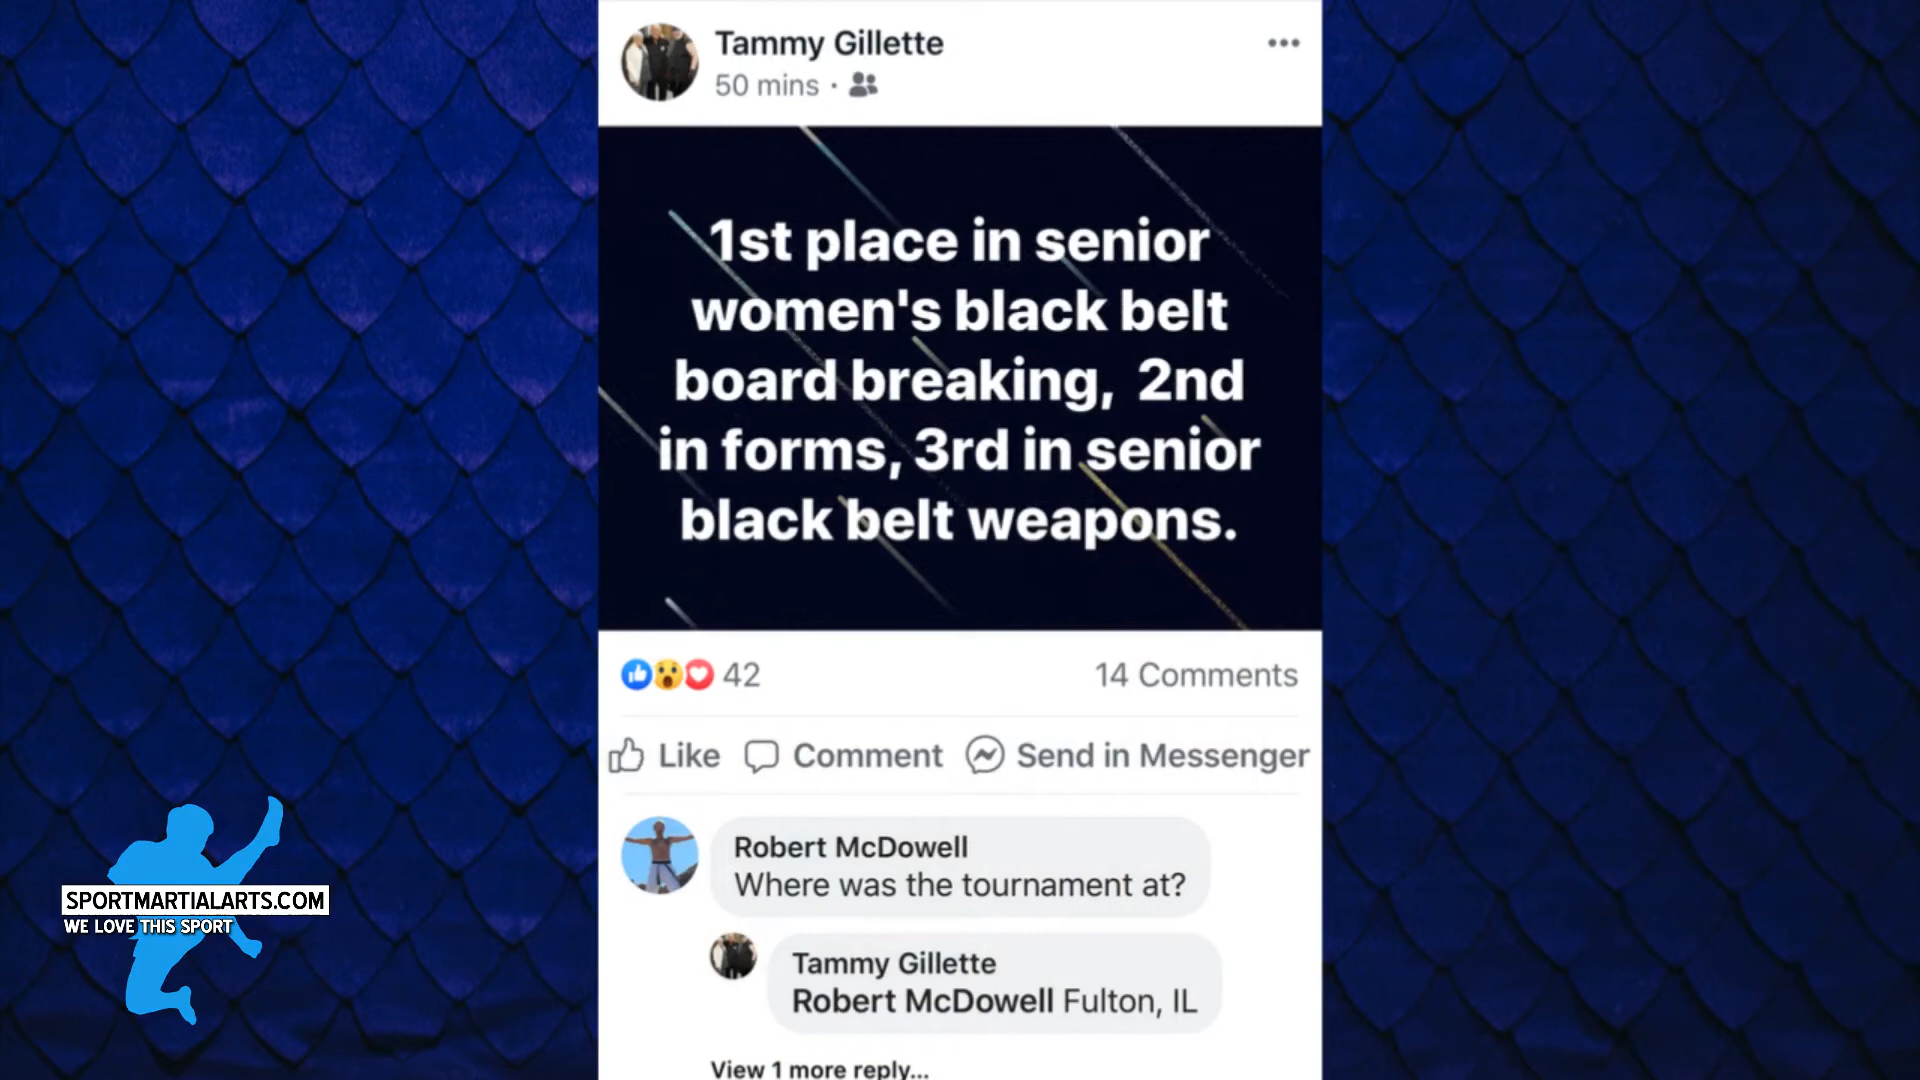 Tammy Gillette
50 mins ·
1st place in senior
women's black belt
board breaking, 2nd
in forms, 3rd in senior
black belt weapons.
42
14 Comments
Like
Comment
Send in Messenger
Robert McDowell
Where was the tournament at?
Tammy Gillette
Robert McDowell Fulton, IL
View 1 more reply...
SPORTMARTIALARTS.COM
WE LOVE THIS SPORT